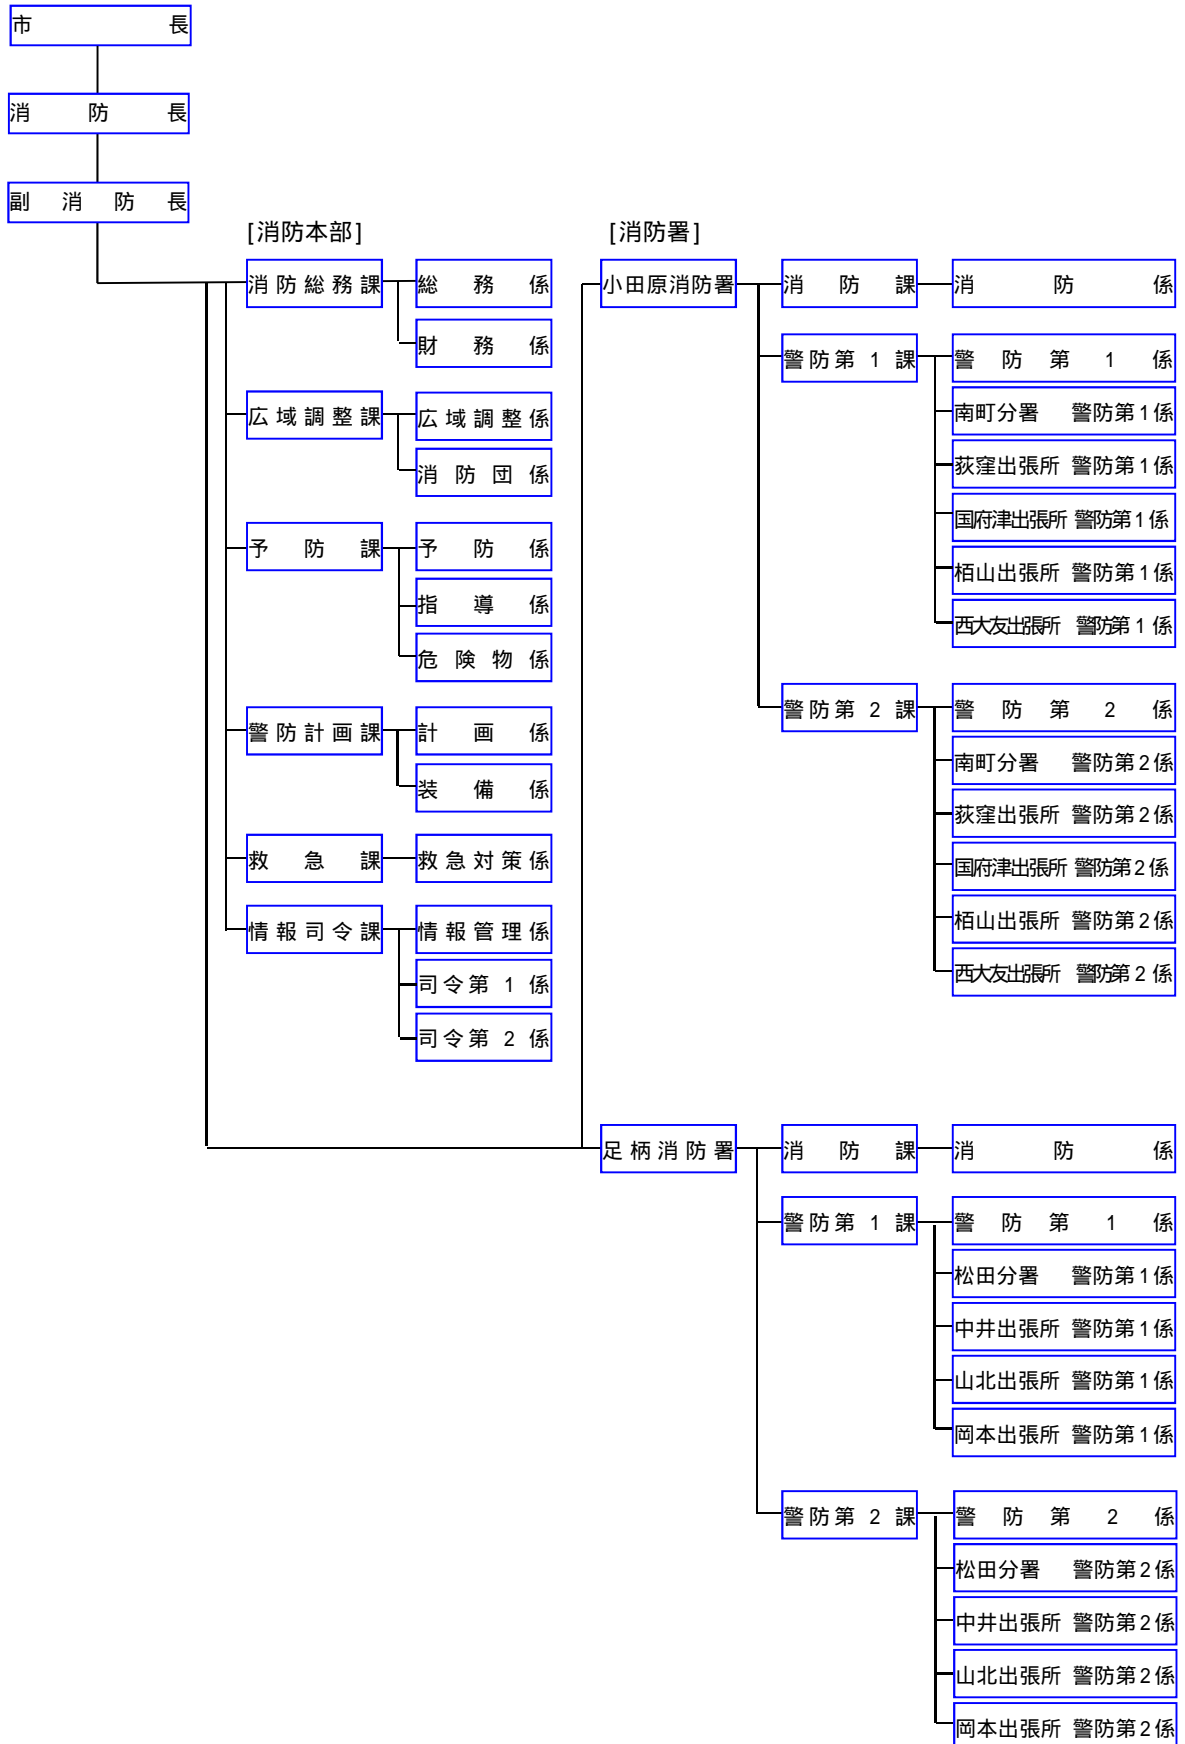 市長
消防長
副消防長
[消防本部]
消防総務課
総務係
財務係
広域調整課
広域調整係
消防団係
予防課
予防係
指導係
危険物係
警防計画課
計画係
装備係
救急課
救急対策係
情報司令課
情報管理係
司令第1係
司令第2係
[消防署]
小田原消防署
消防課
消防係
警防第1課
警防第1係
南町分署 警防第1係
荻窪出張所 警防第1係
国府津出張所 警防第1係
栢山出張所 警防第1係
西大友出張所 警防第1係
警防第2課
警防第2係
南町分署 警防第2係
荻窪出張所 警防第2係
国府津出張所 警防第2係
栢山出張所 警防第2係
西大友出張所 警防第2係
足柄消防署
消防課
消防係
警防第1課
警防第1係
松田分署 警防第1係
中井出張所 警防第1係
山北出張所 警防第1係
岡本出張所 警防第1係
警防第2課
警防第2係
松田分署 警防第2係
中井出張所 警防第2係
山北出張所 警防第2係
岡本出張所 警防第2係